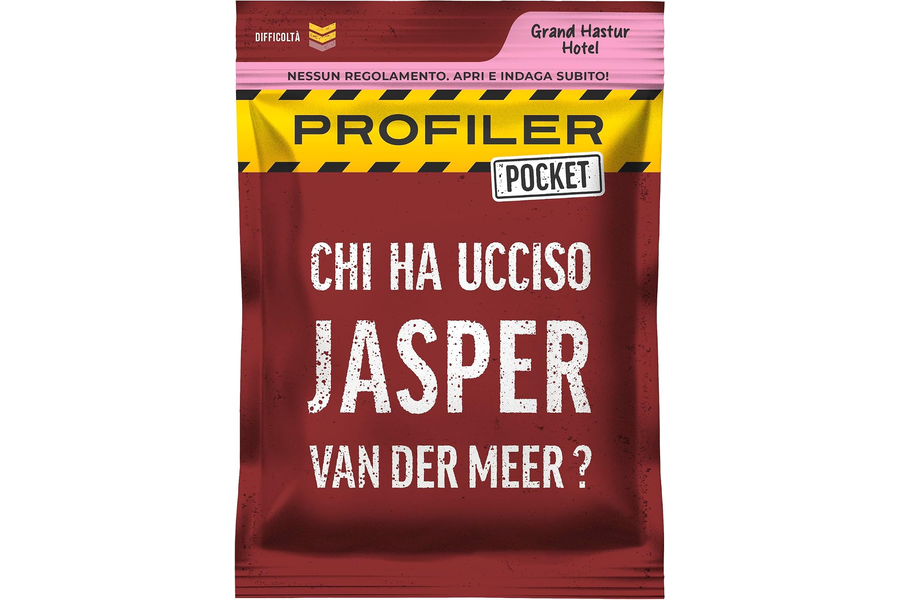 DIFFICOLTÀ
Grand Hastur
Hotel
NESSUN REGOLAMENTO. APRI E INDAGA SUBITO!
PROFILER
POCKET
CHI HA UCCISO
JASPER
VAN DER MEER ?